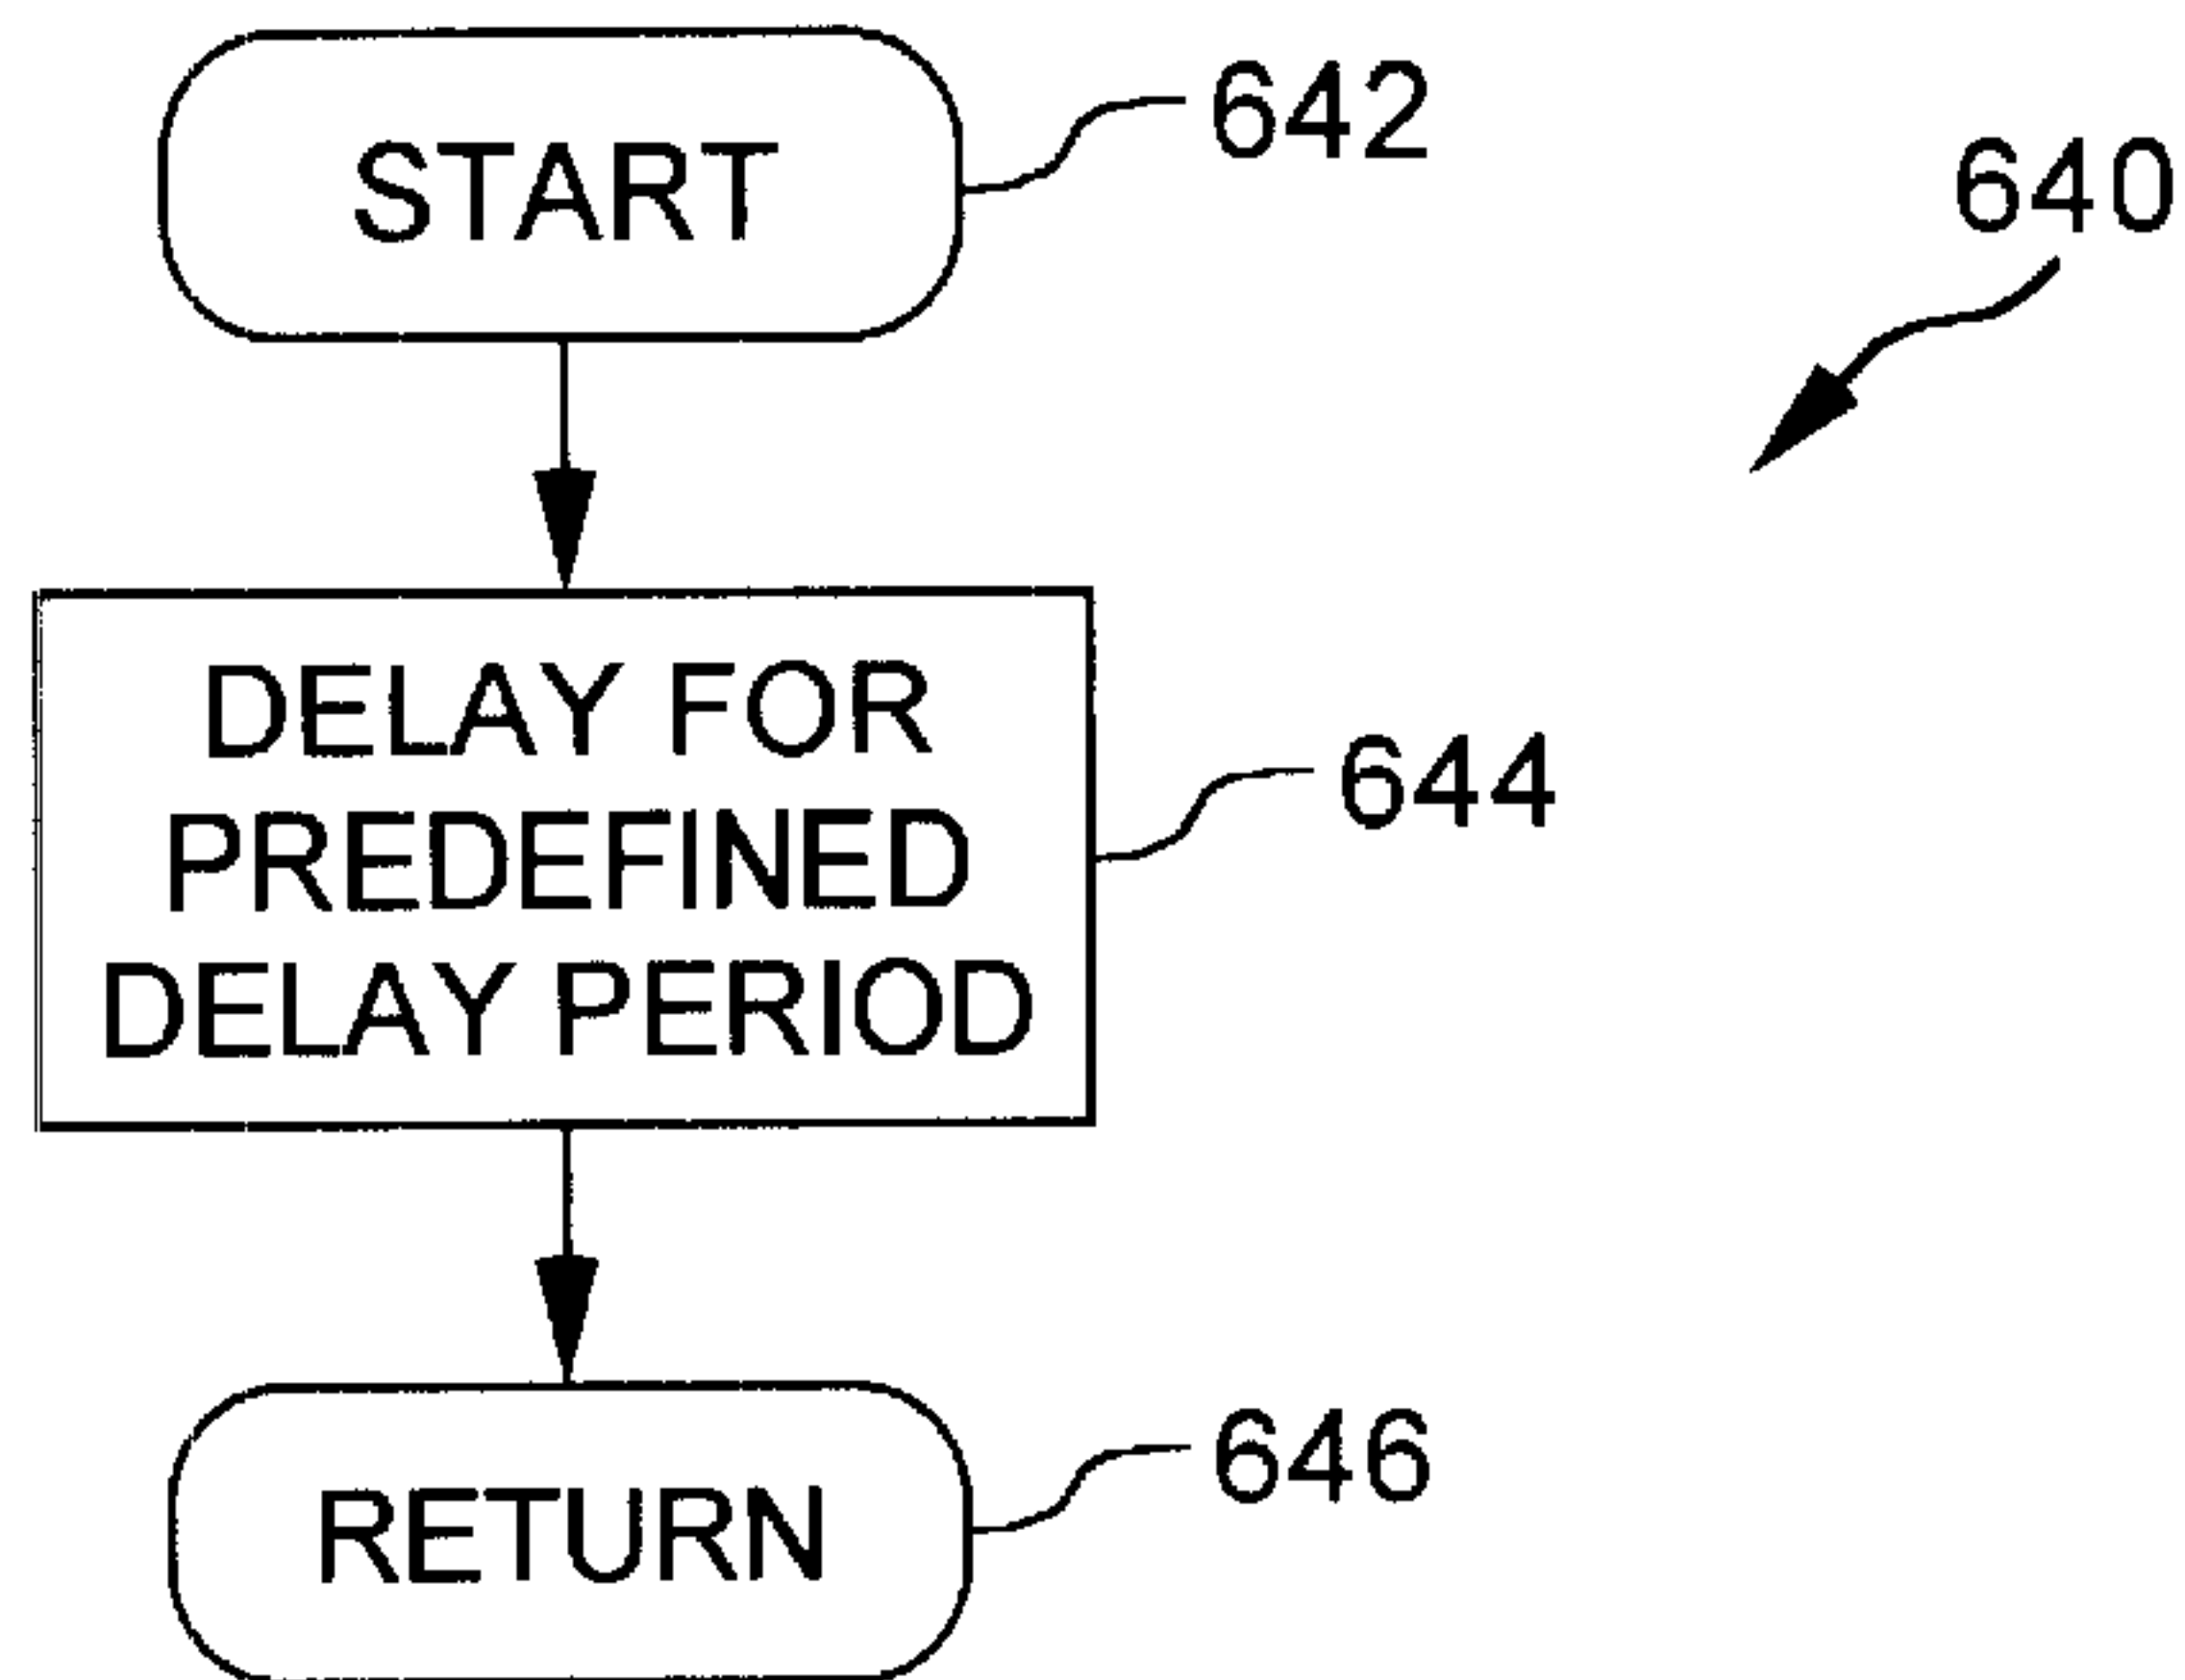 START
642
640
DELAY FOR
PREDEFINED
DELAY PERIOD
644
RETURN
646